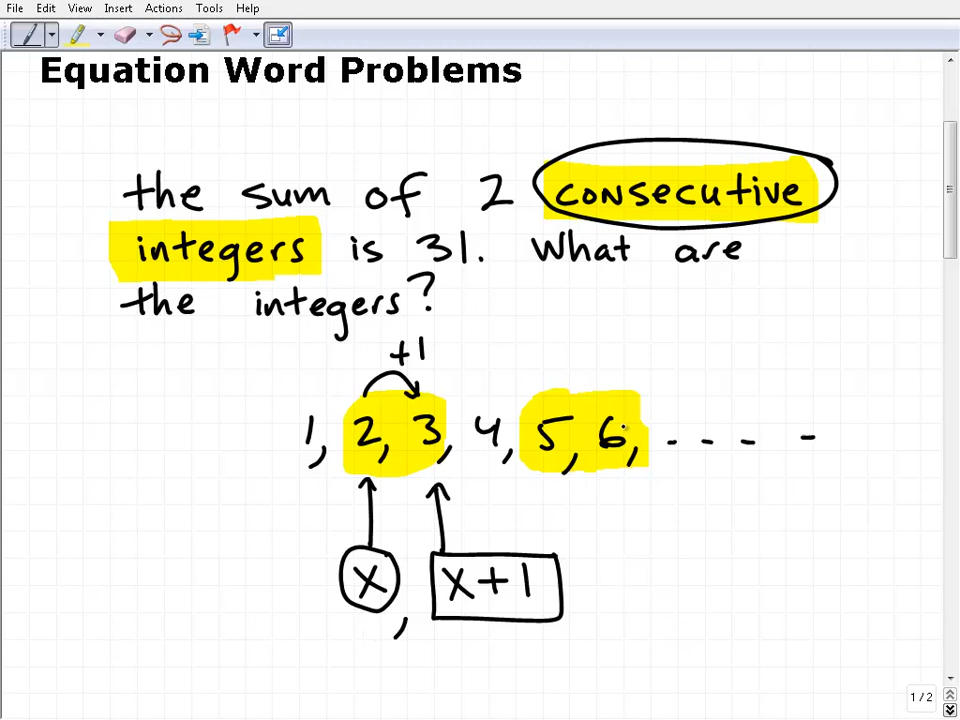 File Edit View Insert Actions Tools Help
Equation Word Problems
the sum of 2 consecutive
integers is 31. What are
the integers?
+1
1, 2, 3, 4, 5, 6, - - - -
x, x+1
1/2